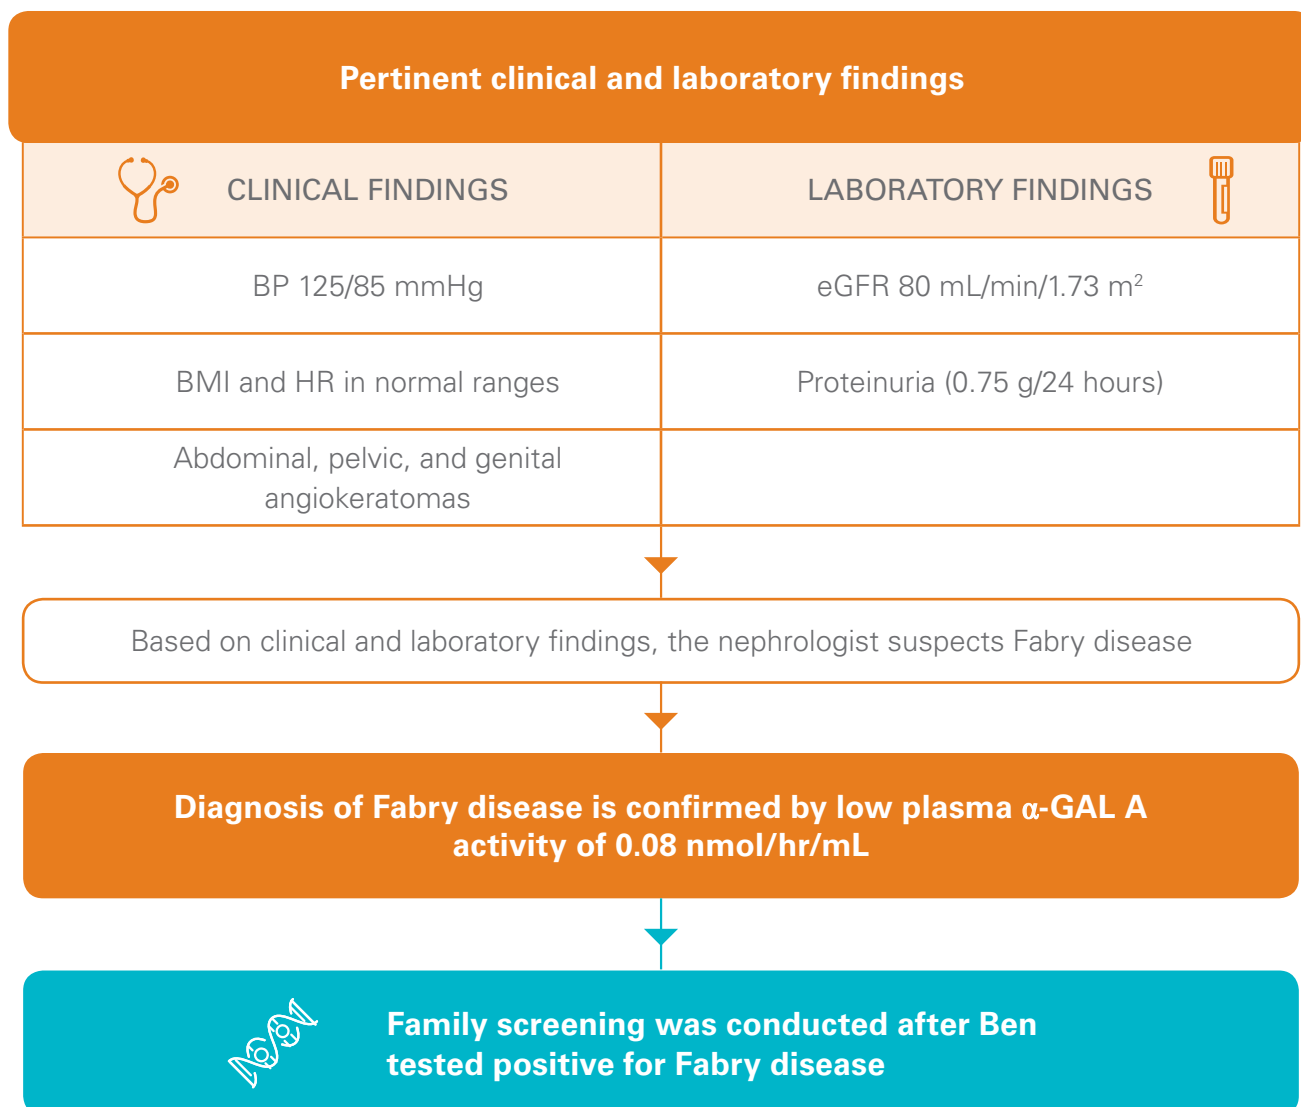 Pertinent clinical and laboratory findings
CLINICAL FINDINGS
LABORATORY FINDINGS
BP 125/85 mmHg
eGFR 80 mL/min/1.73 m²
BMI and HR in normal ranges
Proteinuria (0.75 g/24 hours)
Abdominal, pelvic, and genital
angiokeratomas
Based on clinical and laboratory findings, the nephrologist suspects Fabry disease
Diagnosis of Fabry disease is confirmed by low plasma α-GAL A
activity of 0.08 nmol/hr/mL
Family screening was conducted after Ben
tested positive for Fabry disease